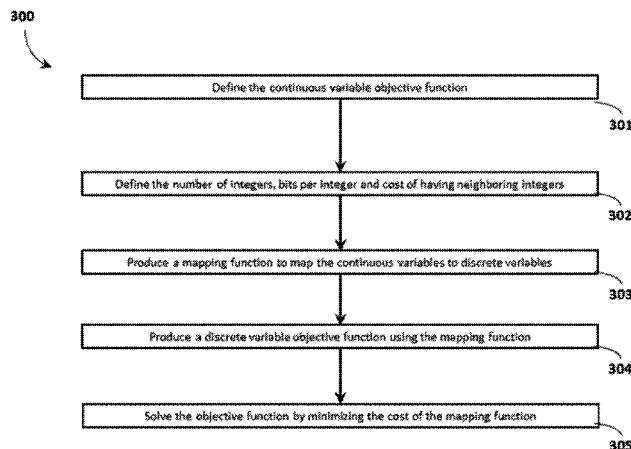 300
Define the continuous variable objective function
301
Define the number of integers, bits per integer and cost of having neighboring integers
302
Produce a mapping function to map the continuous variables to discrete variables
303
Produce a discrete variable objective function using the mapping function
304
Solve the objective function by minimizing the cost of the mapping function
305